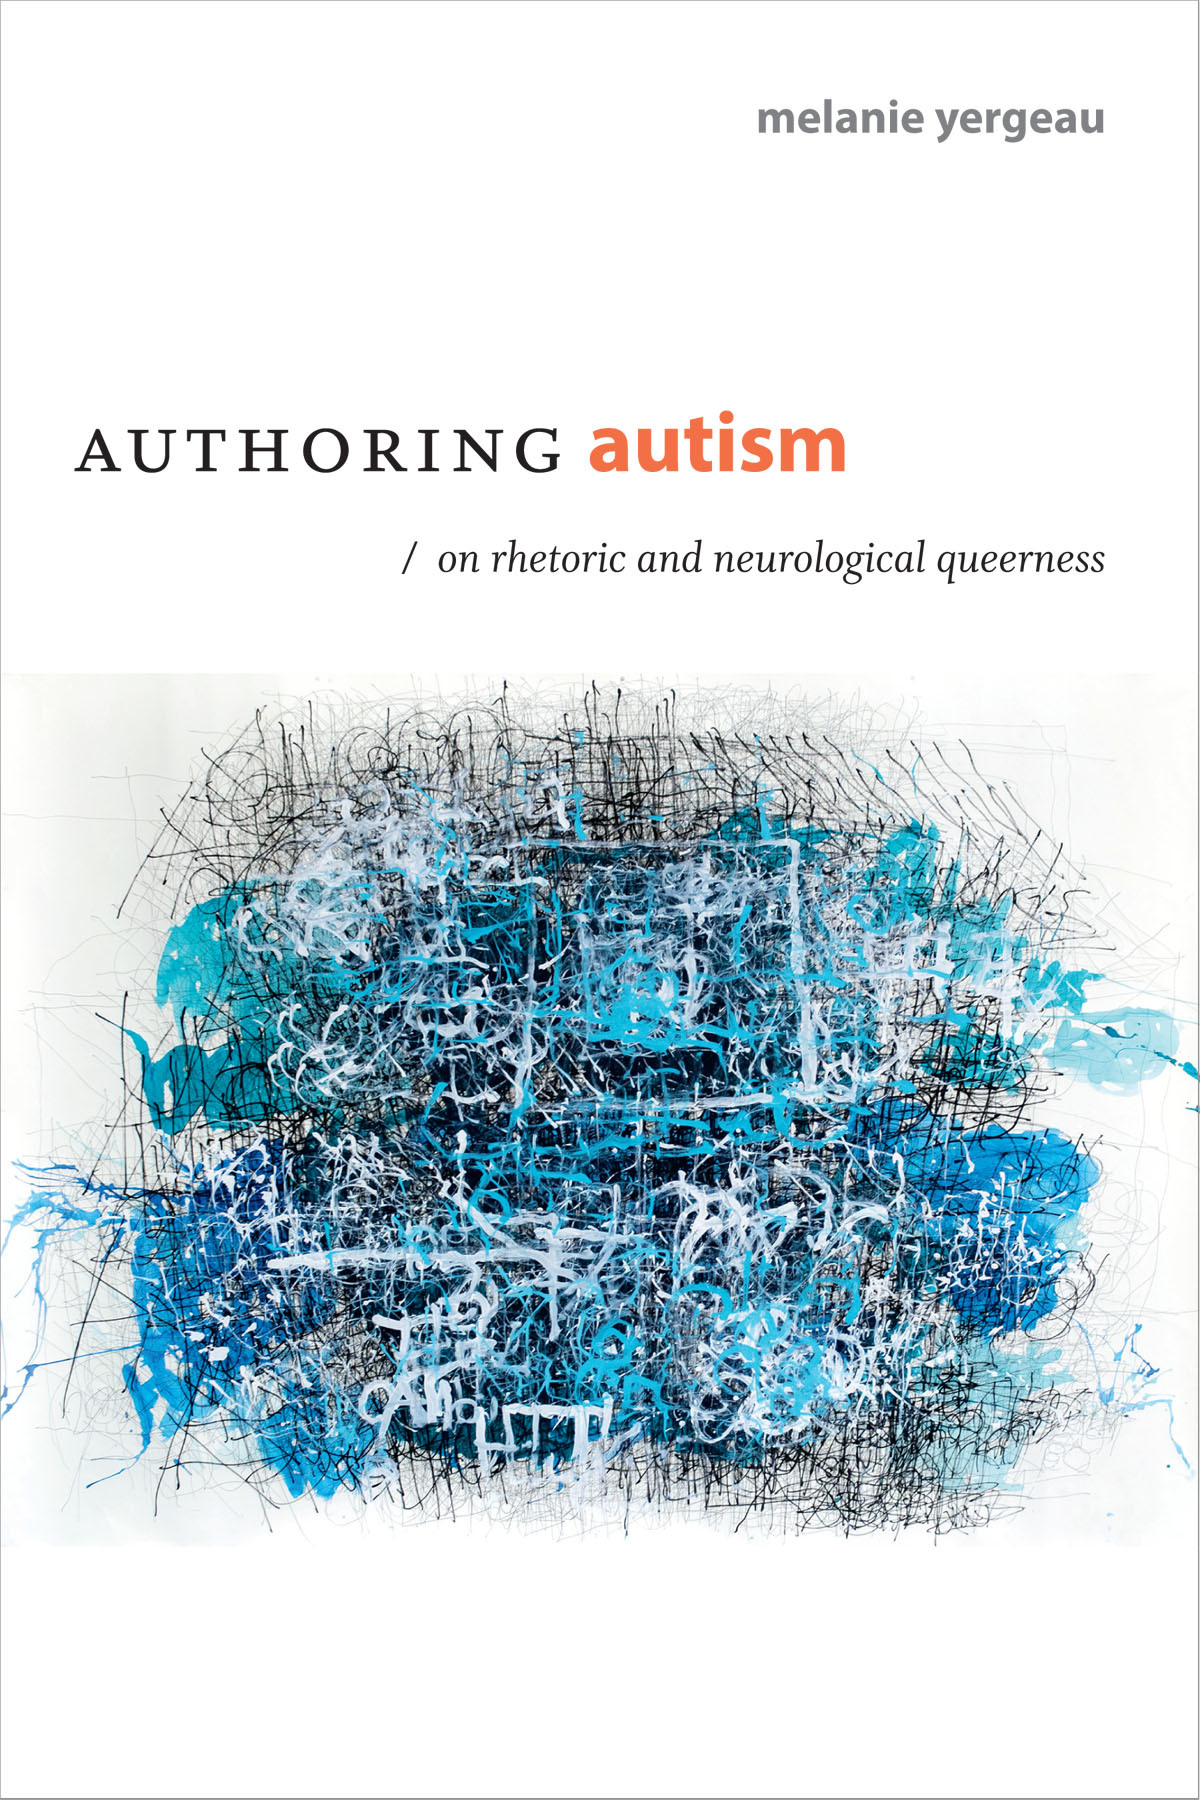 melanie yergeau
AUTHORING autism
/ on rhetoric and neurological queerness